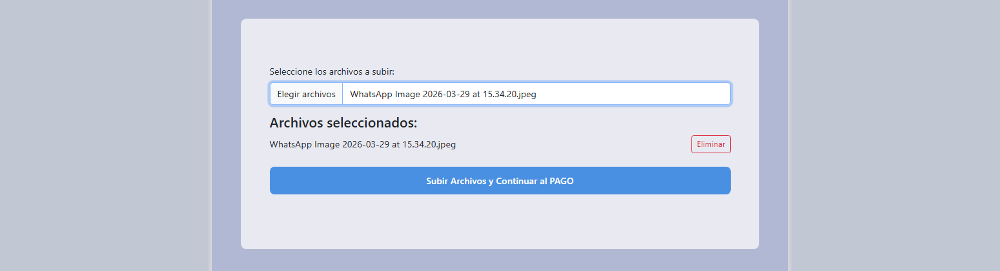 Seleccione los archivos a subir:
Elegir archivos WhatsApp Image 2026-03-29 at 15.34.20.jpeg
Archivos seleccionados:
WhatsApp Image 2026-03-29 at 15.34.20.jpeg Eliminar
Subir Archivos y Continuar al PAGO